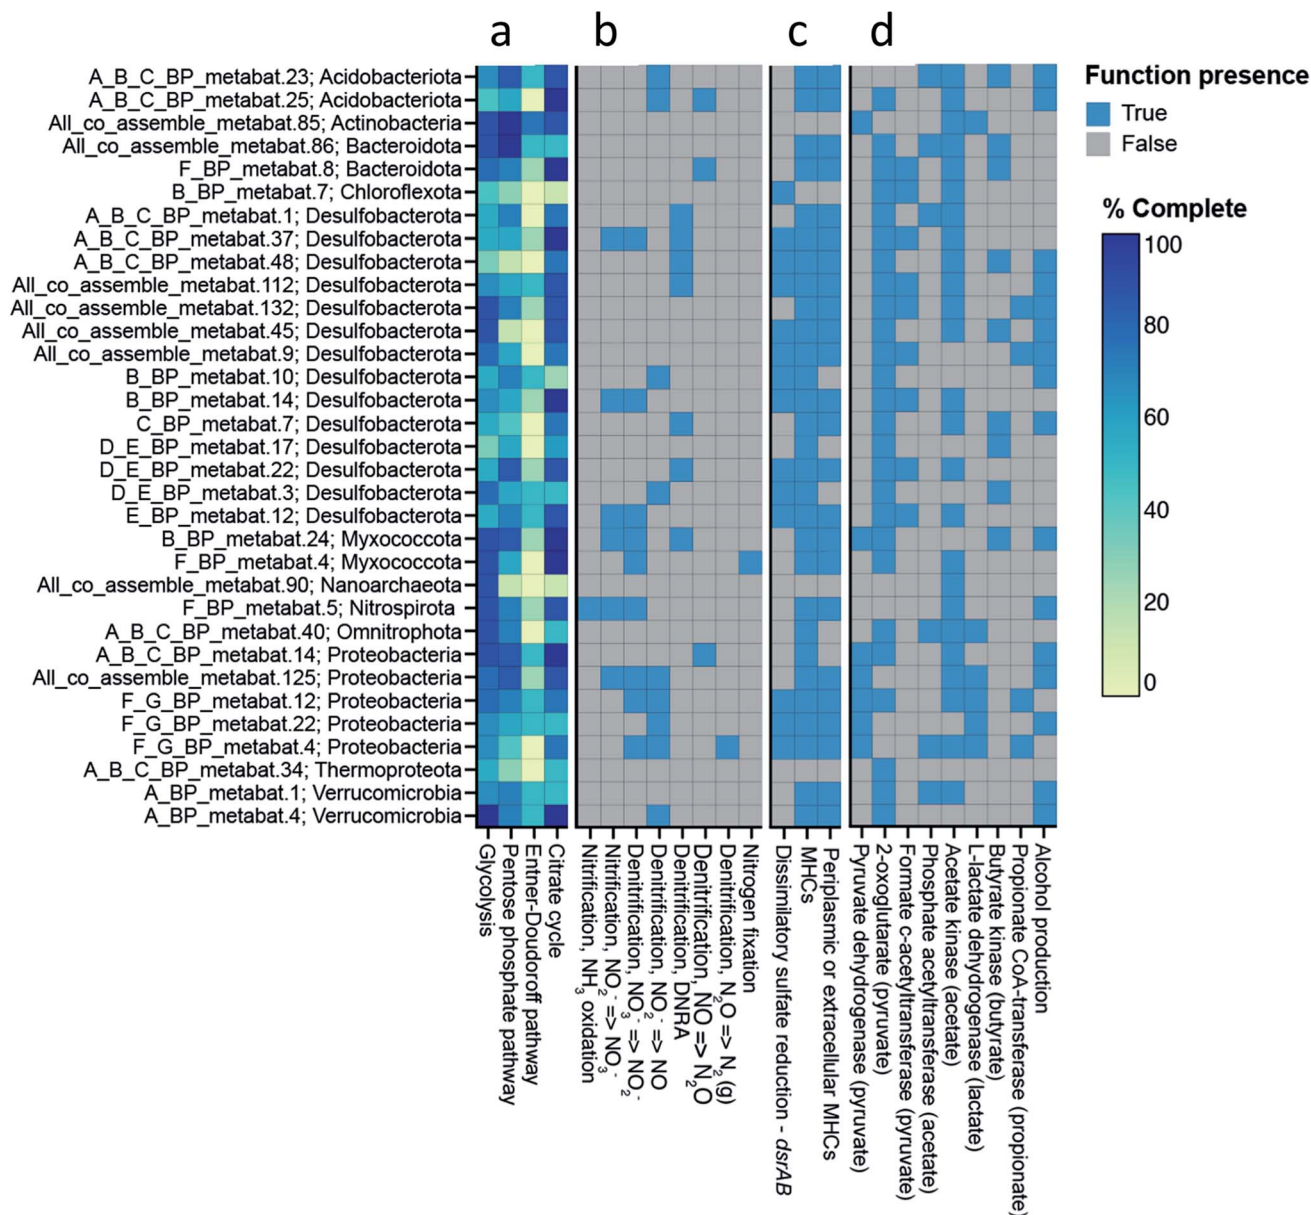 a b c d
A_B_C_BP_metabat.23; Acidobacteriota
A_B_C_BP_metabat.25; Acidobacteriota
All_co_assemble_metabat.85; Actinobacteria
All_co_assemble_metabat.86; Bacteroidota
F_BP_metabat.8; Bacteroidota
B_BP_metabat.7; Chloroflexota
A_B_C_BP_metabat.1; Desulfobacterota
A_B_C_BP_metabat.37; Desulfobacterota
A_B_C_BP_metabat.48; Desulfobacterota
All_co_assemble_metabat.112; Desulfobacterota
All_co_assemble_metabat.132; Desulfobacterota
All_co_assemble_metabat.45; Desulfobacterota
All_co_assemble_metabat.9; Desulfobacterota
B_BP_metabat.10; Desulfobacterota
B_BP_metabat.14; Desulfobacterota
C_BP_metabat.7; Desulfobacterota
D_E_BP_metabat.17; Desulfobacterota
D_E_BP_metabat.22; Desulfobacterota
D_E_BP_metabat.3; Desulfobacterota
E_BP_metabat.12; Desulfobacterota
B_BP_metabat.24; Myxococcota
F_BP_metabat.4; Myxococcota
All_co_assemble_metabat.90; Nanoarchaeota
F_BP_metabat.5; Nitrospirota
A_B_C_BP_metabat.40; Omnitrophota
A_B_C_BP_metabat.14; Proteobacteria
All_co_assemble_metabat.125; Proteobacteria
F_G_BP_metabat.12; Proteobacteria
F_G_BP_metabat.22; Proteobacteria
F_G_BP_metabat.4; Proteobacteria
A_B_C_BP_metabat.34; Thermoproteota
A_BP_metabat.1; Verrucomicrobia
A_BP_metabat.4; Verrucomicrobia
Glycolysis
Pentose phosphate pathway
Entner-Doudoroff pathway
Citrate cycle
Nitrification, NH₃ oxidation
Nitrification, NO₂⁻ => NO₃⁻
Denitrification, NO₃⁻ => NO₂⁻
Denitrification, NO₂⁻ => NO
Denitrification, DNRA
Denitrification, NO => N₂O
Denitrification, N₂O => N₂(g)
Nitrogen fixation
Dissimilatory sulfate reduction - dsrAB
MHCs
Periplasmic or extracellular MHCs
Pyruvate dehydrogenase (pyruvate)
2-oxoglutarate (pyruvate)
Formate c-acetyltransferase (pyruvate)
Phosphate acetyltransferase (acetate)
Acetate kinase (acetate)
L-lactate dehydrogenase (lactate)
Butyrate kinase (butyrate)
Propionate CoA-transferase (propionate)
Alcohol production
Function presence
True
False
% Complete
100
80
60
40
20
0